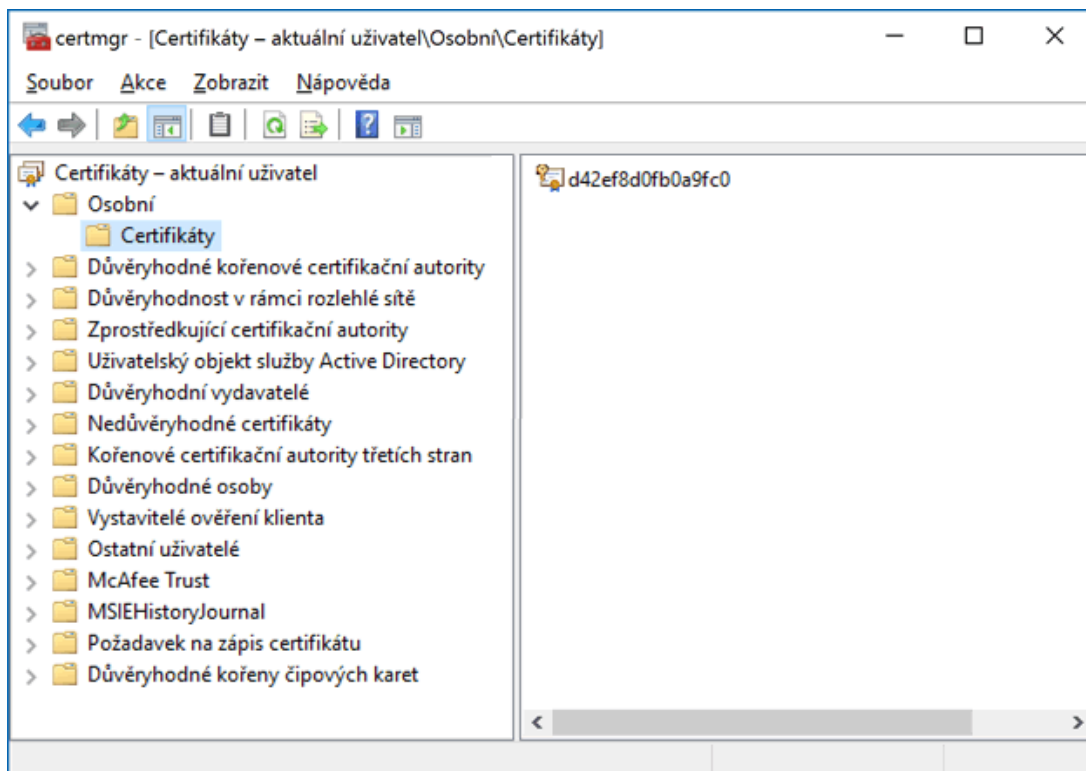 certmgr - [Certifikáty – aktuální uživatel\Osobní\Certifikáty]
Soubor Akce Zobrazit Nápověda
Certifikáty – aktuální uživatel
Osobní
Certifikáty
Důvěryhodné kořenové certifikační autority
Důvěryhodnost v rámci rozlehlé sítě
Zprostředkující certifikační autority
Uživatelský objekt služby Active Directory
Důvěryhodní vydavatelé
Nedůvěryhodné certifikáty
Kořenové certifikační autority třetích stran
Důvěryhodné osoby
Vystavitelé ověření klienta
Ostatní uživatelé
McAfee Trust
MSIEHistoryJournal
Požadavek na zápis certifikátu
Důvěryhodné kořeny čipových karet
d42ef8d0fb0a9fc0